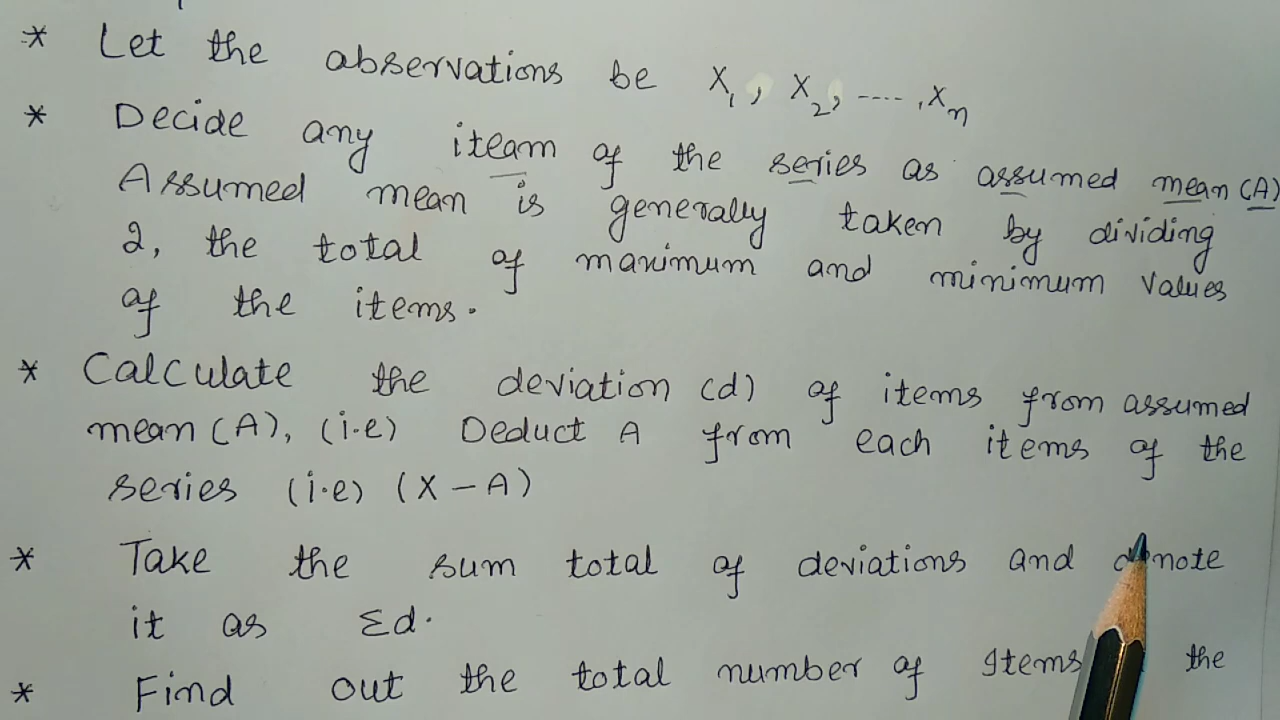 * Let the observations be X₁, X₂, ----, Xn
* Decide any iteam of the series as assumed mean (A)
Assumed mean is generally taken by dividing
2, the total of maximum and minimum values
of the items.
* Calculate the deviation (d) of items from assumed
mean (A), (i.e) Deduct A from each items of the
series (i.e) (X - A)
* Take the sum total of deviations and denote
it as Σd.
* Find out the total number of Items the